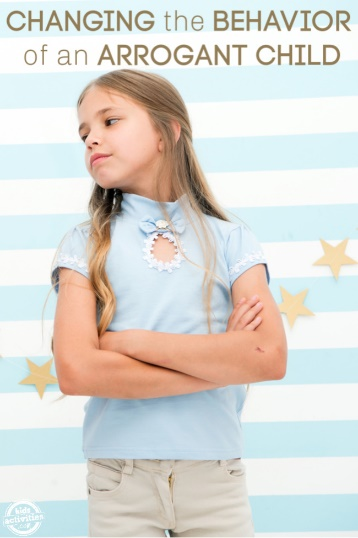 CHANGING the BEHAVIOR
of an ARROGANT CHILD
kids
activities